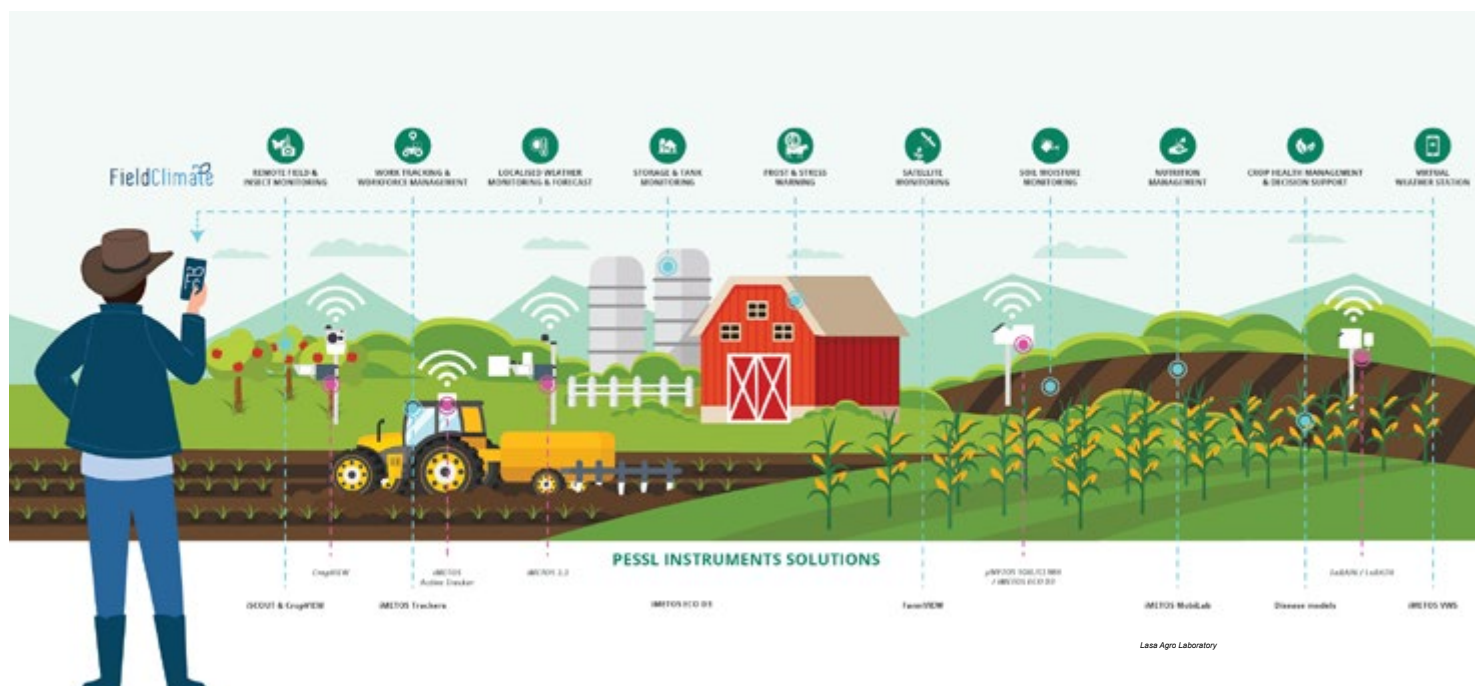 FieldClimate
REMOTE FIELD &
INSECT MONITORING
WORK TRACKING &
WORKFORCE MANAGEMENT
LOCALISED WEATHER
MONITORING & FORECAST
STORAGE & TANK
MONITORING
FROST & STRESS
WARNING
SATELLITE
MONITORING
SOIL MOISTURE
MONITORING
NUTRITION
MANAGEMENT
CROP HEALTH MANAGEMENT
& DECISION SUPPORT
VIRTUAL
WEATHER STATION
PESSL INSTRUMENTS SOLUTIONS
CropVIEW
iMETOS
Active Tracker
iMETOS 3.3
/ iMETOS ECO D3
iSCOUT & CropVIEW
iMETOS Trackers
iMETOS ECO D3
FarmVIEW
iMETOS MobiLab
Disease models
iMETOS VWS
Lasa Agro Laboratory